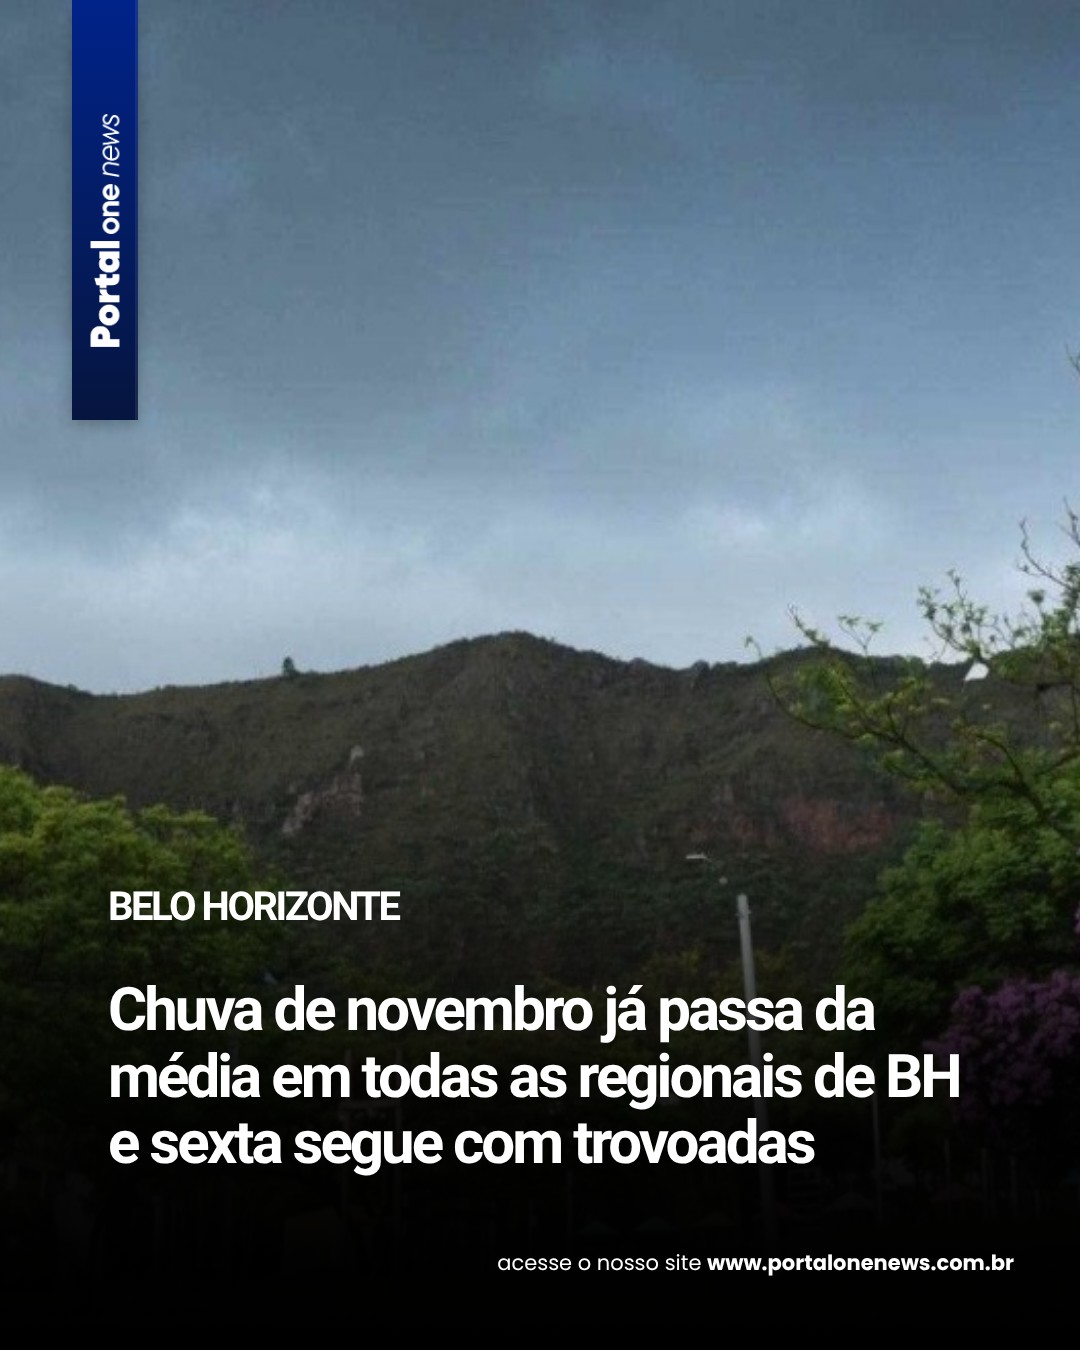 Portal one news
BELO HORIZONTE
Chuva de novembro já passa da
média em todas as regionais de BH
e sexta segue com trovoadas
acesse o nosso site www.portalonenews.com.br